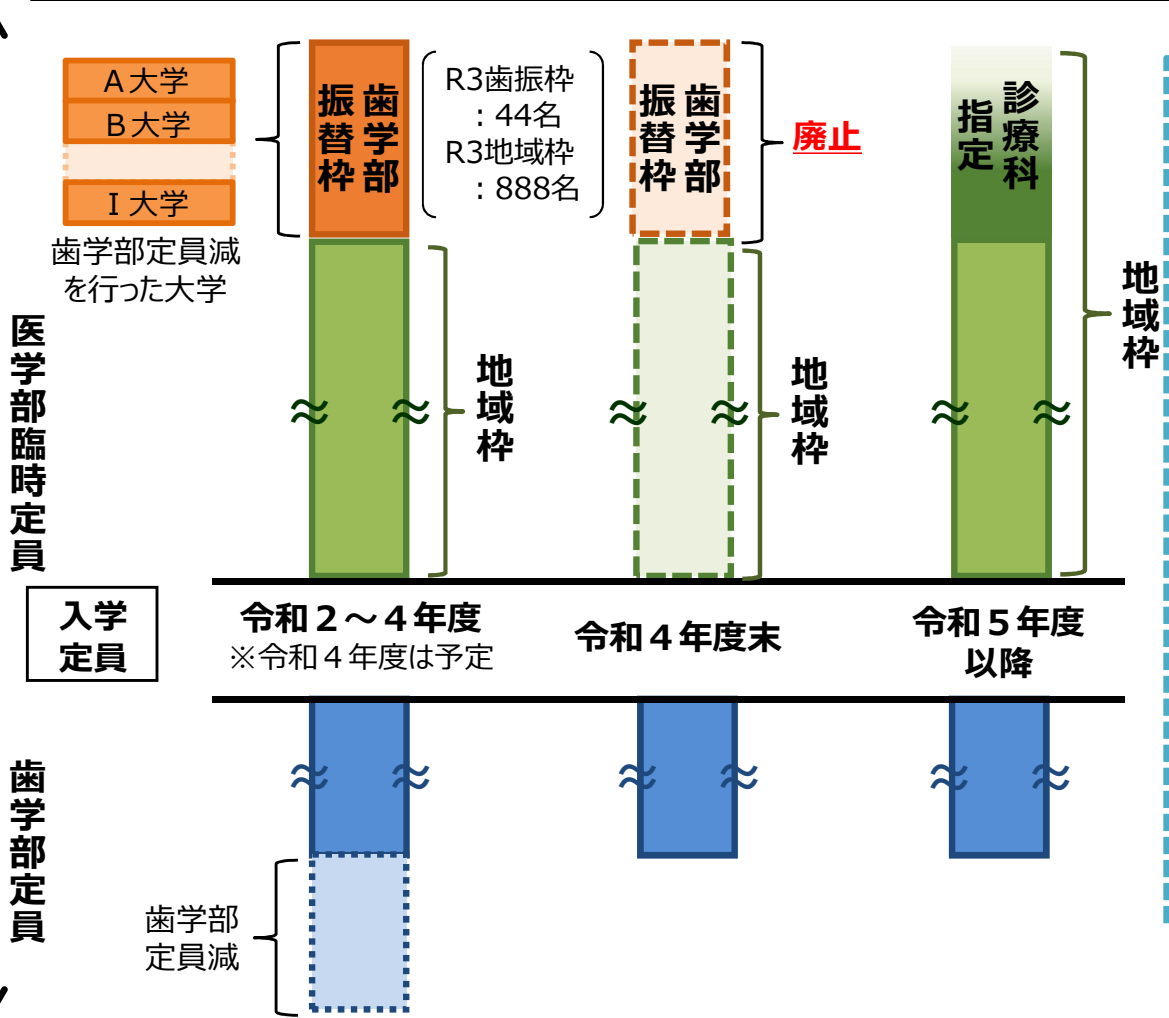 A大学
B大学
I大学
歯学部定員減
を行った大学
歯学部
振替枠
R3歯振枠
：44名
R3地域枠
：888名
歯学部
振替枠
廃止
診療科
指定
地域枠
地域枠
地域枠
医学部臨時定員
入学
定員
令和２～４年度
※令和４年度は予定
令和４年度末
令和５年度
以降
歯学部定員
歯学部
定員減